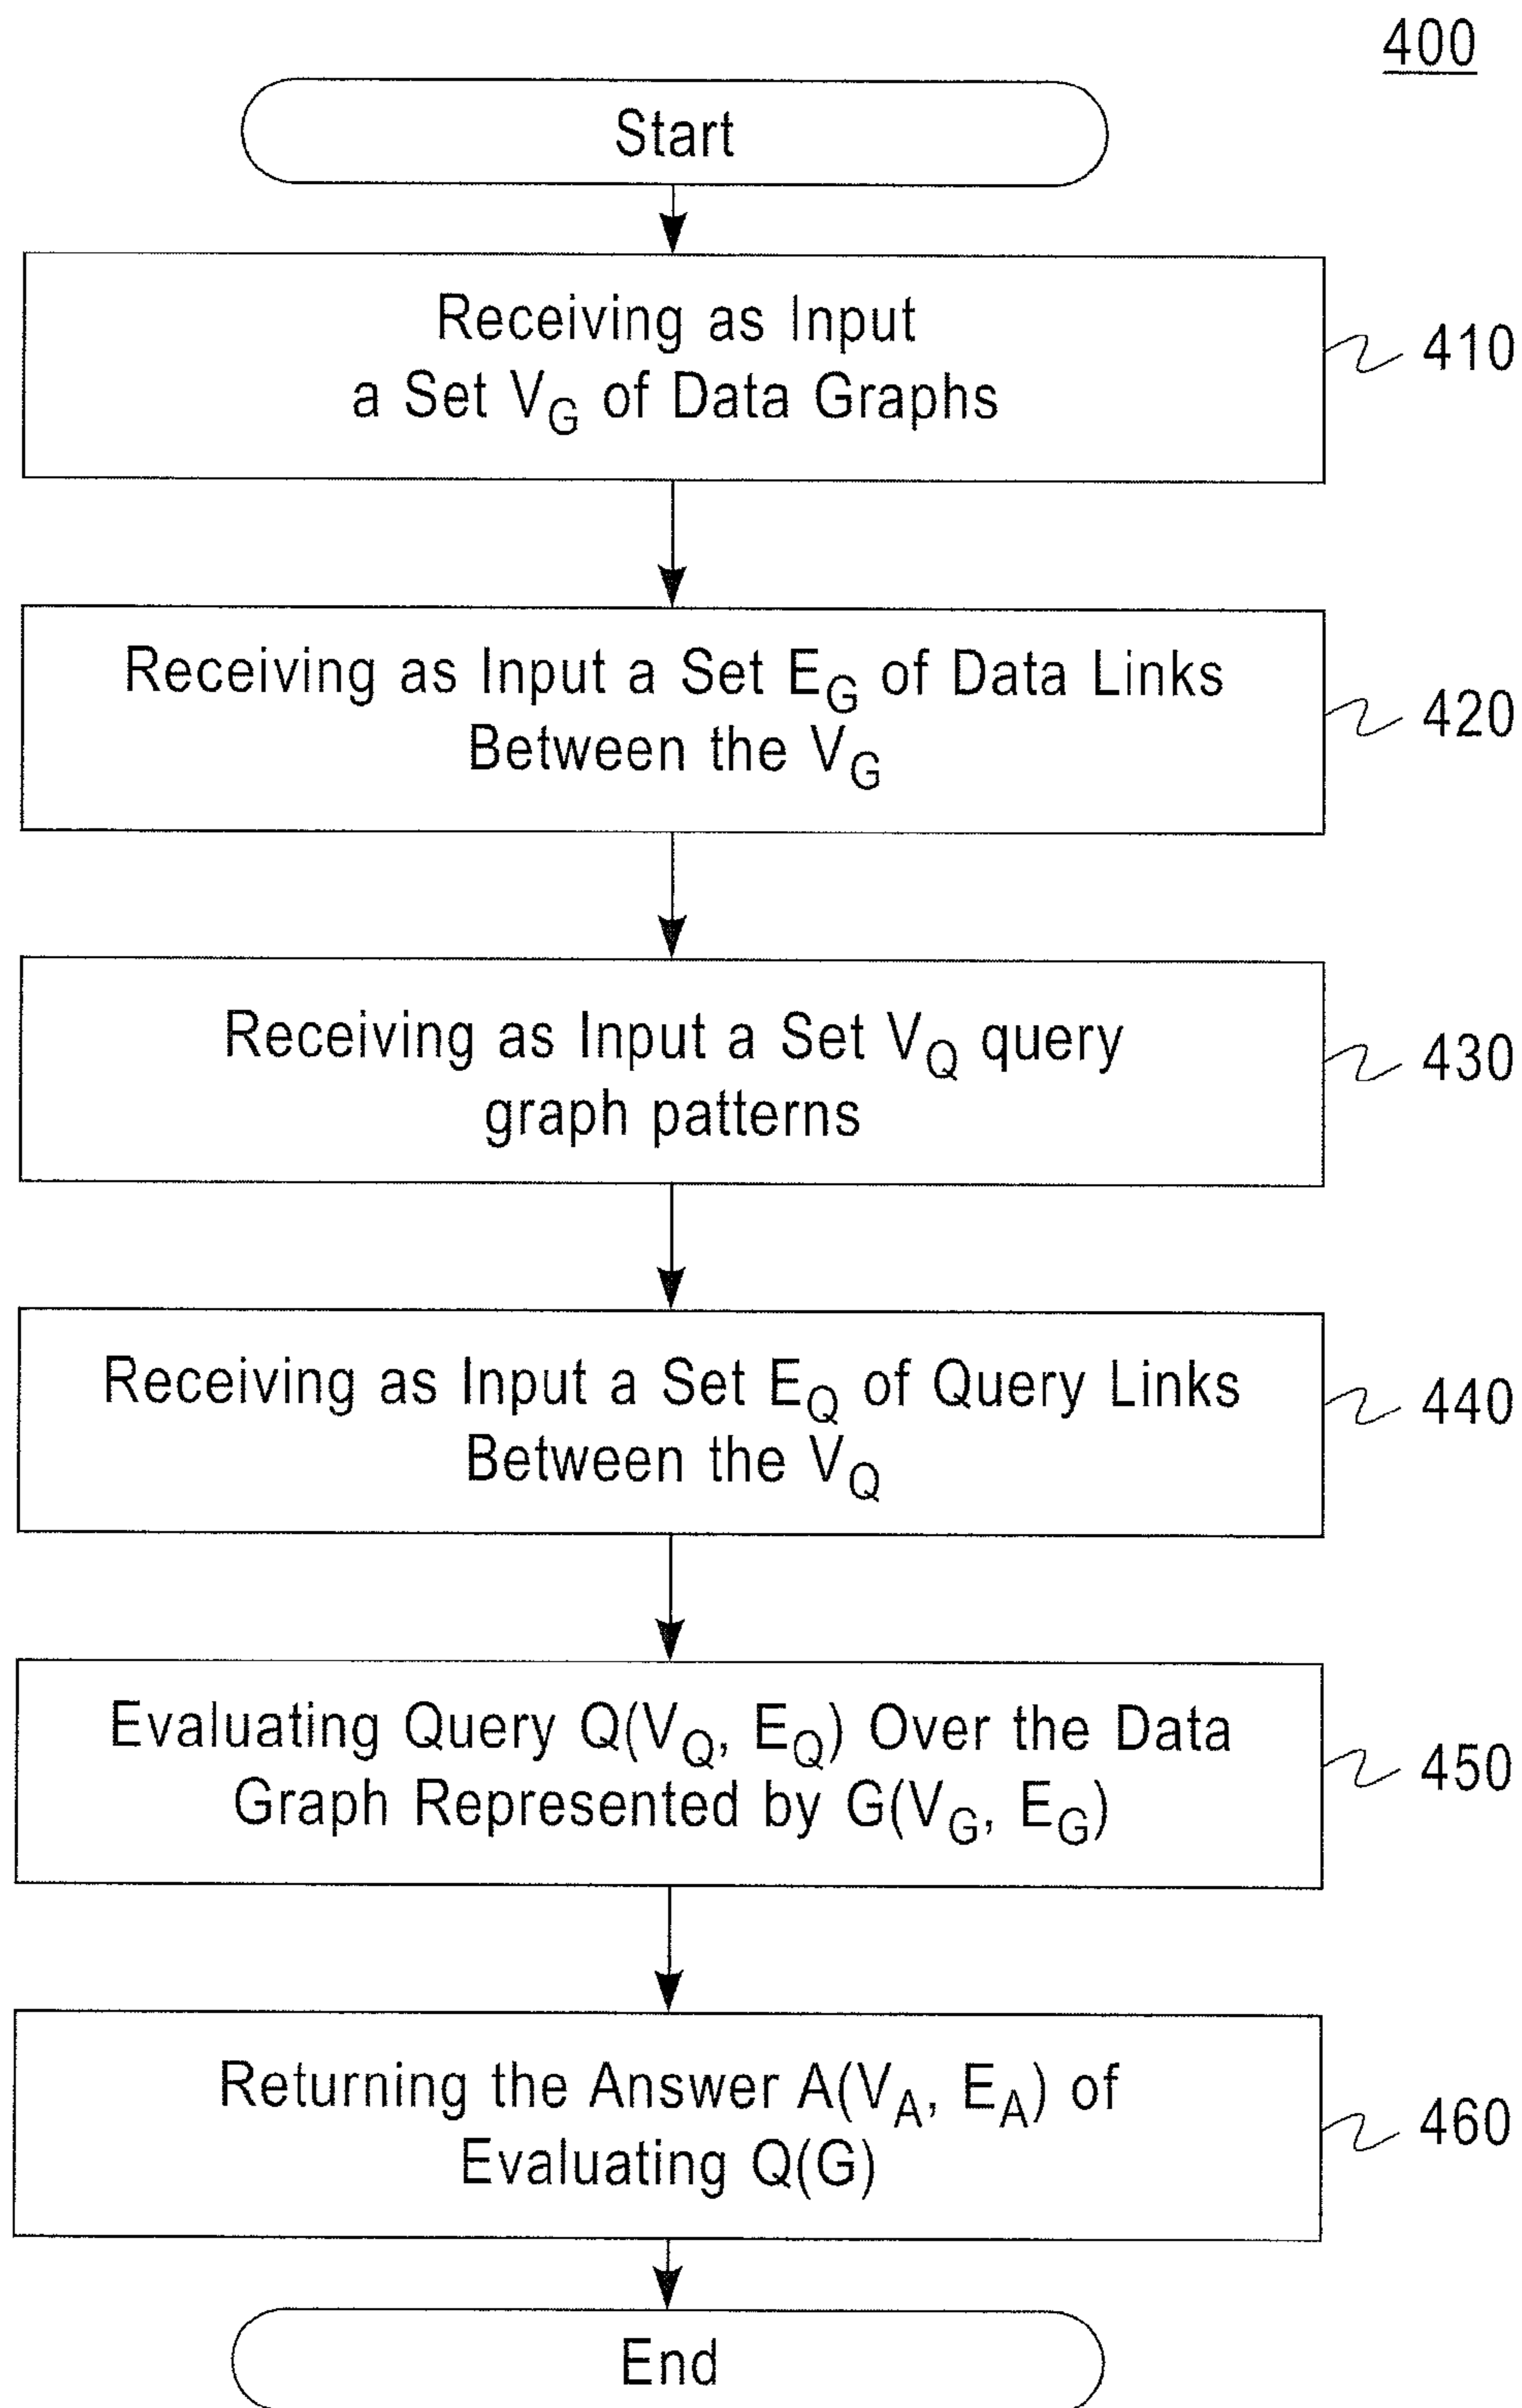 400
Start
Receiving as Input
a Set V_G of Data Graphs
410
Receiving as Input a Set E_G of Data Links
Between the V_G
420
Receiving as Input a Set V_Q query
graph patterns
430
Receiving as Input a Set E_Q of Query Links
Between the V_Q
440
Evaluating Query Q(V_Q, E_Q) Over the Data
Graph Represented by G(V_G, E_G)
450
Returning the Answer A(V_A, E_A) of
Evaluating Q(G)
460
End